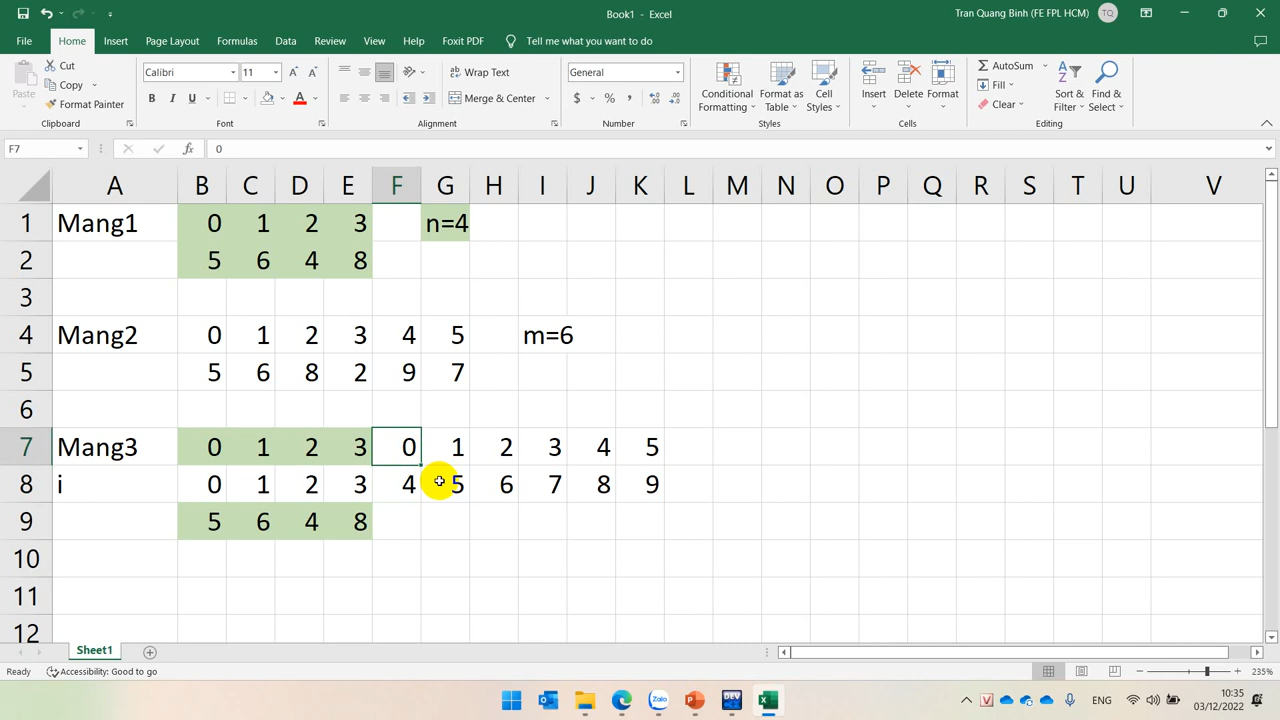 Book1 - Excel
Tran Quang Binh (FE FPL HCM) TQ
File Home Insert Page Layout Formulas Data Review View Help Foxit PDF Tell me what you want to do
Paste Cut Copy Format Painter
Calibri 11 B I U A
Wrap Text Merge & Center
General $ % ,
Conditional Formatting Format as Table Cell Styles
Insert Delete Format
AutoSum Fill Clear Sort & Filter Find & Select
Clipboard Font Alignment Number Styles Cells Editing
F7 fx 0
A B C D E F G H I J K L M N O P Q R S T U V
1 Mang1 0 1 2 3 n=4
2 5 6 4 8
3
4 Mang2 0 1 2 3 4 5 m=6
5 5 6 8 2 9 7
6
7 Mang3 0 1 2 3 0 1 2 3 4 5
8 i 0 1 2 3 4 5 6 7 8 9
9 5 6 4 8
10
11
12
Sheet1
Ready Accessibility: Good to go 235%
DEV ENG 10:35
03/12/2022